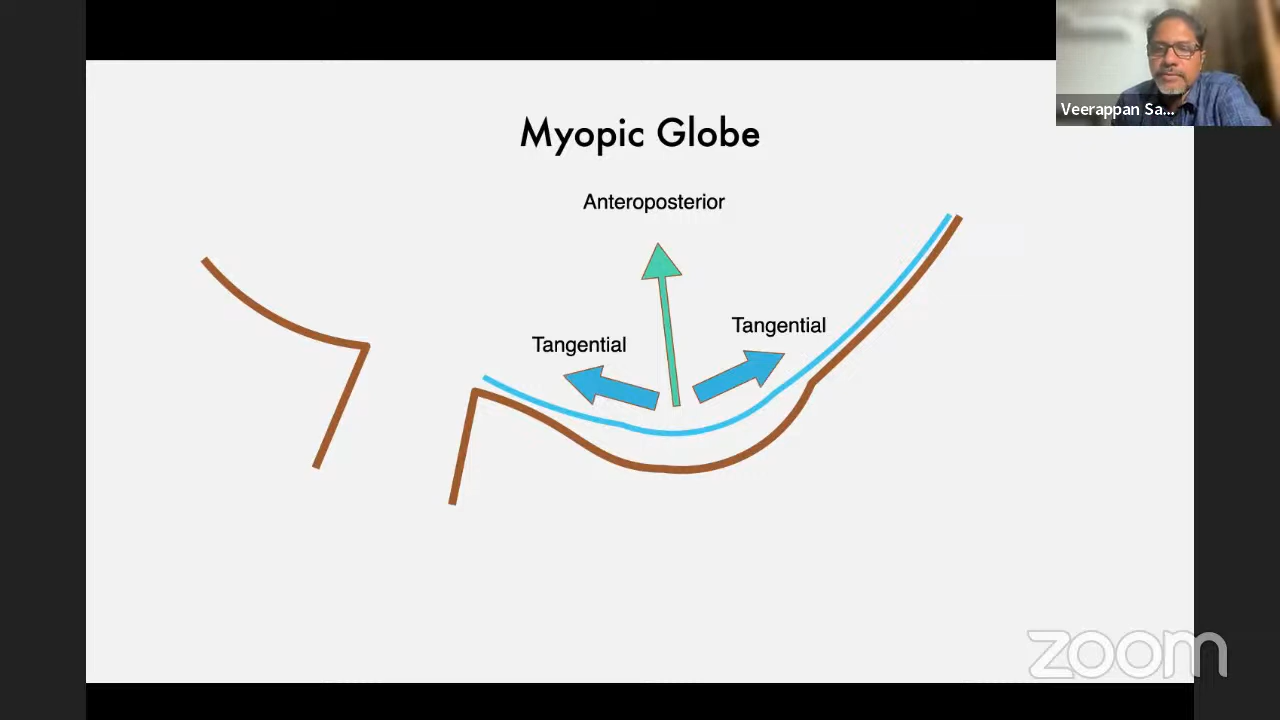 Veerappan Sa...
Myopic Globe
Anteroposterior
Tangential
Tangential
zoom